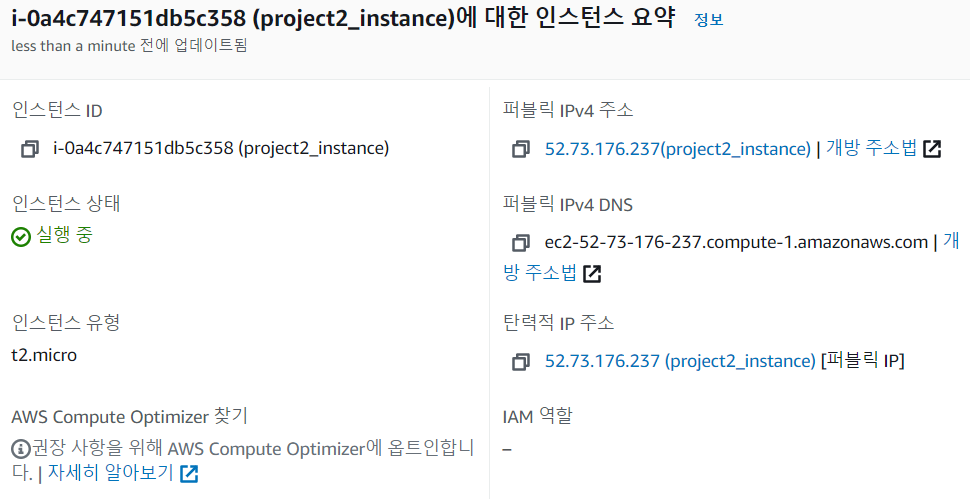 i-0a4c747151db5c358 (project2_instance)에 대한 인스턴스 요약 정보
less than a minute 전에 업데이트됨
인스턴스 ID
i-0a4c747151db5c358 (project2_instance)
인스턴스 상태
실행 중
인스턴스 유형
t2.micro
AWS Compute Optimizer 찾기
권장 사항을 위해 AWS Compute Optimizer에 옵트인합니
다. | 자세히 알아보기
퍼블릭 IPv4 주소
52.73.176.237(project2_instance) | 개방 주소법
퍼블릭 IPv4 DNS
ec2-52-73-176-237.compute-1.amazonaws.com | 개
방 주소법
탄력적 IP 주소
52.73.176.237 (project2_instance) [퍼블릭 IP]
IAM 역할
–